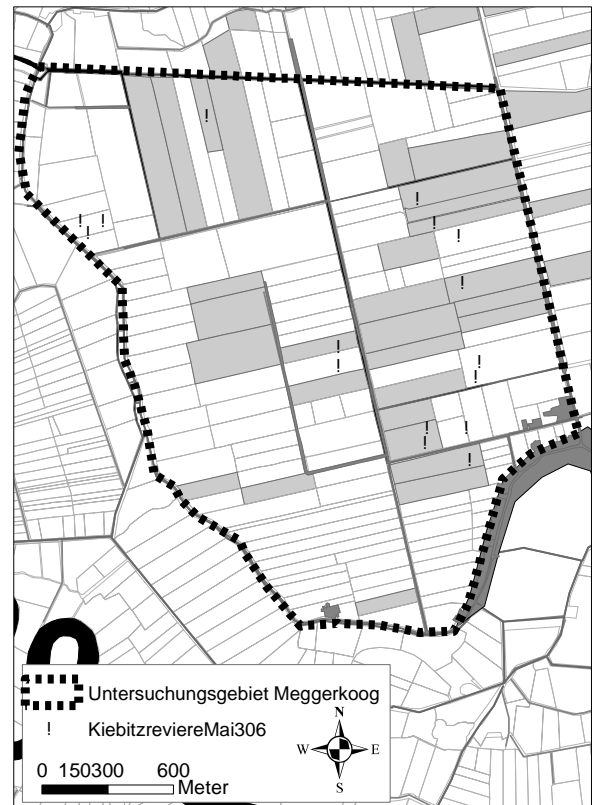 Untersuchungsgebiet Meggerkoog
! KiebitzreviereMai306
N
W E
S
0 150300 600
Meter